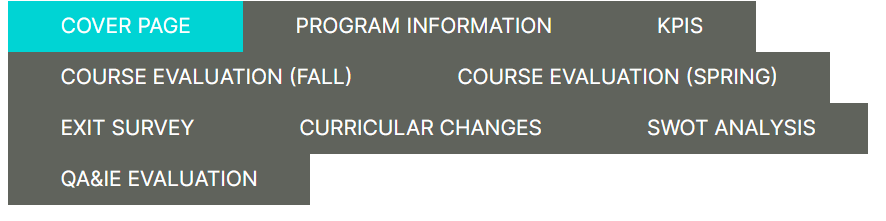 COVER PAGE PROGRAM INFORMATION KPIS
COURSE EVALUATION (FALL) COURSE EVALUATION (SPRING)
EXIT SURVEY CURRICULAR CHANGES SWOT ANALYSIS
QA&IE EVALUATION